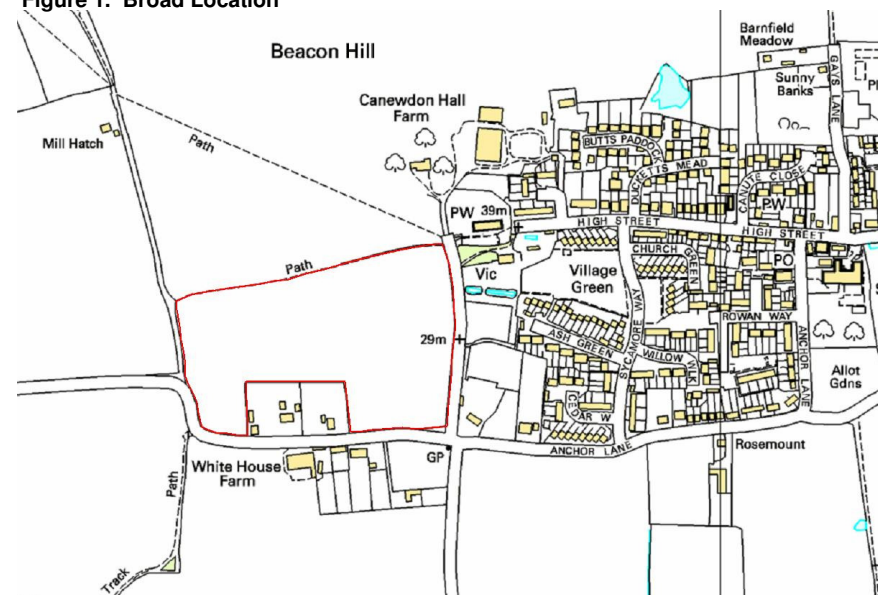 Figure 1: Broad Location
Beacon Hill
Barnfield
Meadow
Sunny
Banks
GAYS LANE
Canewdon Hall
Farm
Mill Hatch
Path
BUTTS PADDOCK
DUCKETTS MEAD
CANUTE CLOSE
PW
39m
PW
HIGH STREET
HIGH STREET
Path
Vic
Village
Green
CHURCH
GREEN
PO
SYCAMORE WAY
ROWAN WAY
29m
ASH GREEN
WILLOW WLK
ANCHOR LANE
Allot
Gdns
CEDAR W
GP
ANCHOR LANE
Rosemount
White House
Farm
Path
Track